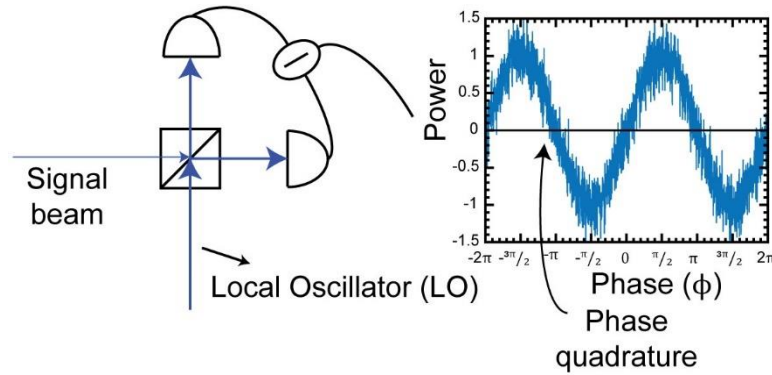 Signal
beam
Local Oscillator (LO)
Power
1.5
1
0.5
0
-0.5
-1
-1.5
-2π -3π/2 -π -π/2 0 π/2 π 3π/2 2π
Phase (ϕ)
Phase
quadrature